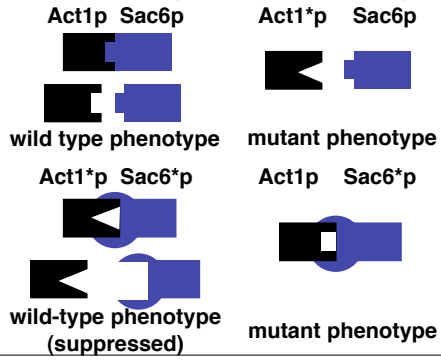 Act1p Sac6p
wild type phenotype
Act1*p Sac6p
mutant phenotype
Act1*p Sac6*p
wild-type phenotype
(suppressed)
Act1p Sac6*p
mutant phenotype